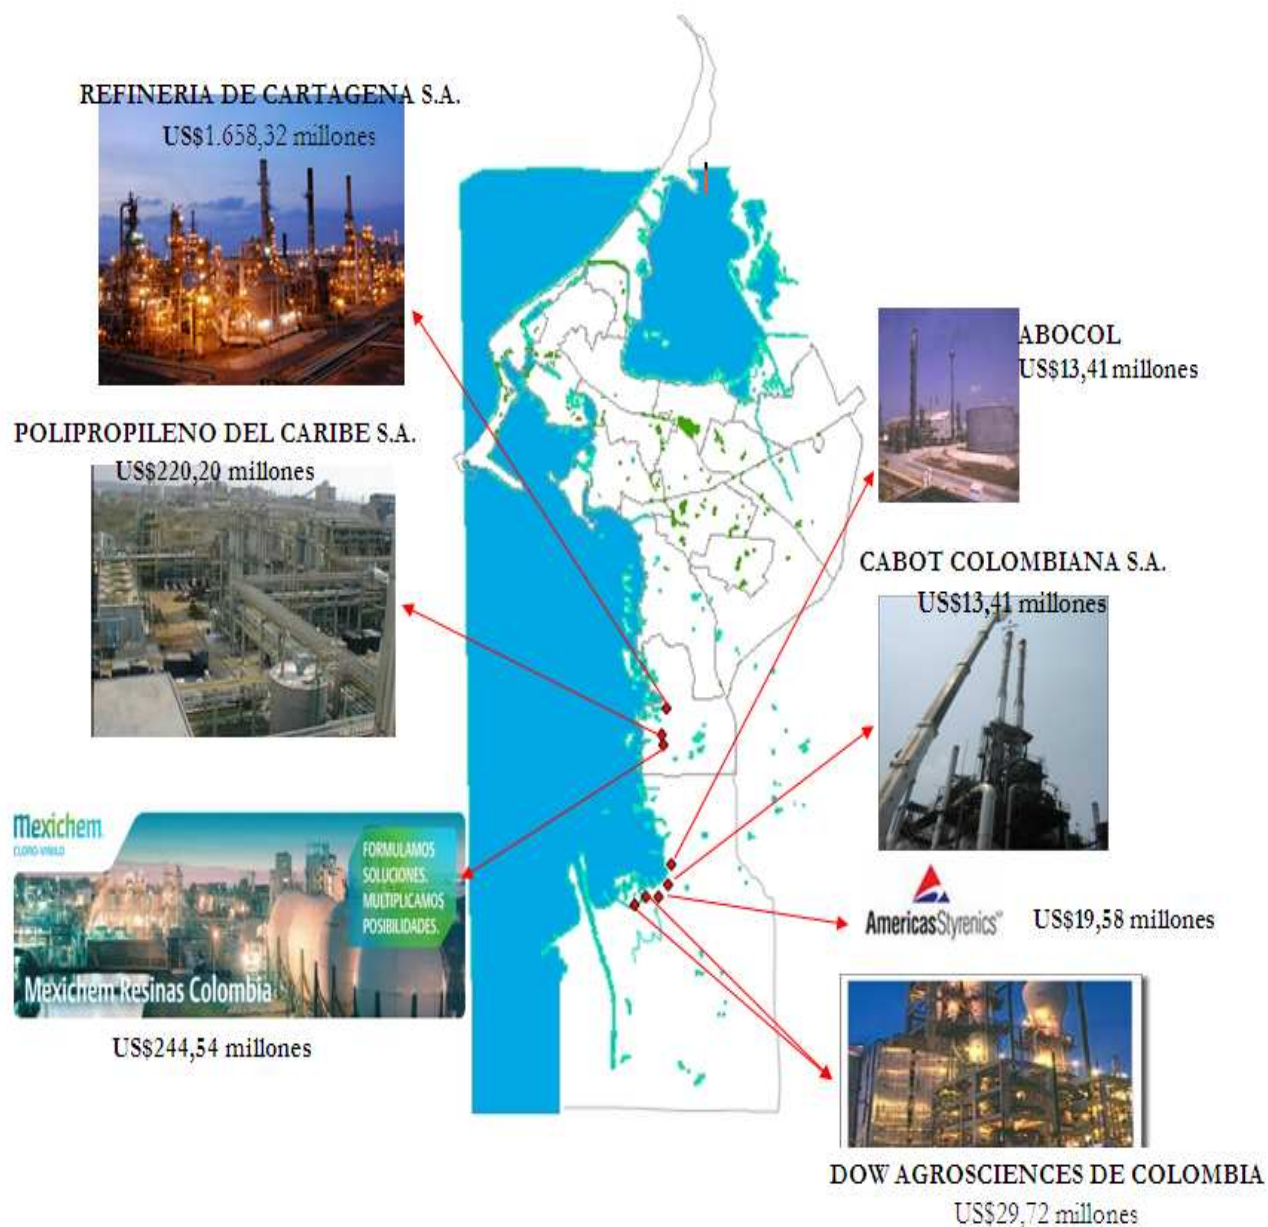 REFINERIA DE CARTAGENA S.A.
US$1.658,32 millones
POLIPROPILENO DEL CARIBE S.A.
US$220,20 millones
Mexichem
CLORO-VINILO
FORMULAMOS
SOLUCIONES.
MULTIPLICAMOS
POSIBILIDADES.
Mexichem Resinas Colombia
US$244,54 millones
ABOCOL
US$13,41 millones
CABOT COLOMBIANA S.A.
US$13,41 millones
AmericasStyrenics
US$19,58 millones
DOW AGROSCIENCES DE COLOMBIA
US$29,72 millones